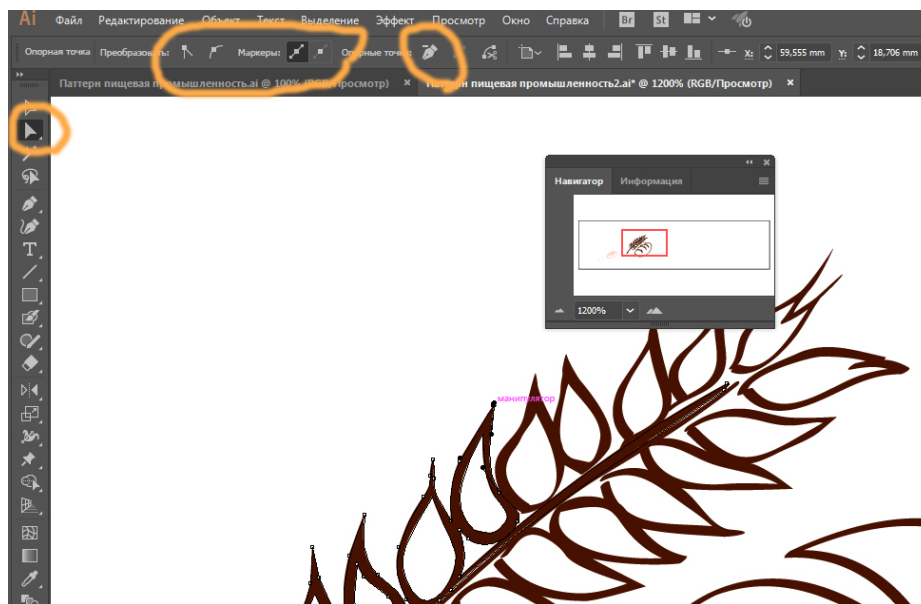 Ai Файл Редактирование Объект Текст Выделение Эффект Просмотр Окно Справка Br St
Опорная точка Преобразовать: Маркеры: Опорные точки: X: 59,555 mm Y: 18,706 mm
Паттерн пищевая промышленность.ai @ 100% (RGB/Просмотр) × Паттерн пищевая промышленность2.ai* @ 1200% (RGB/Просмотр) ×
Навигатор Информация
1200%
манипулятор